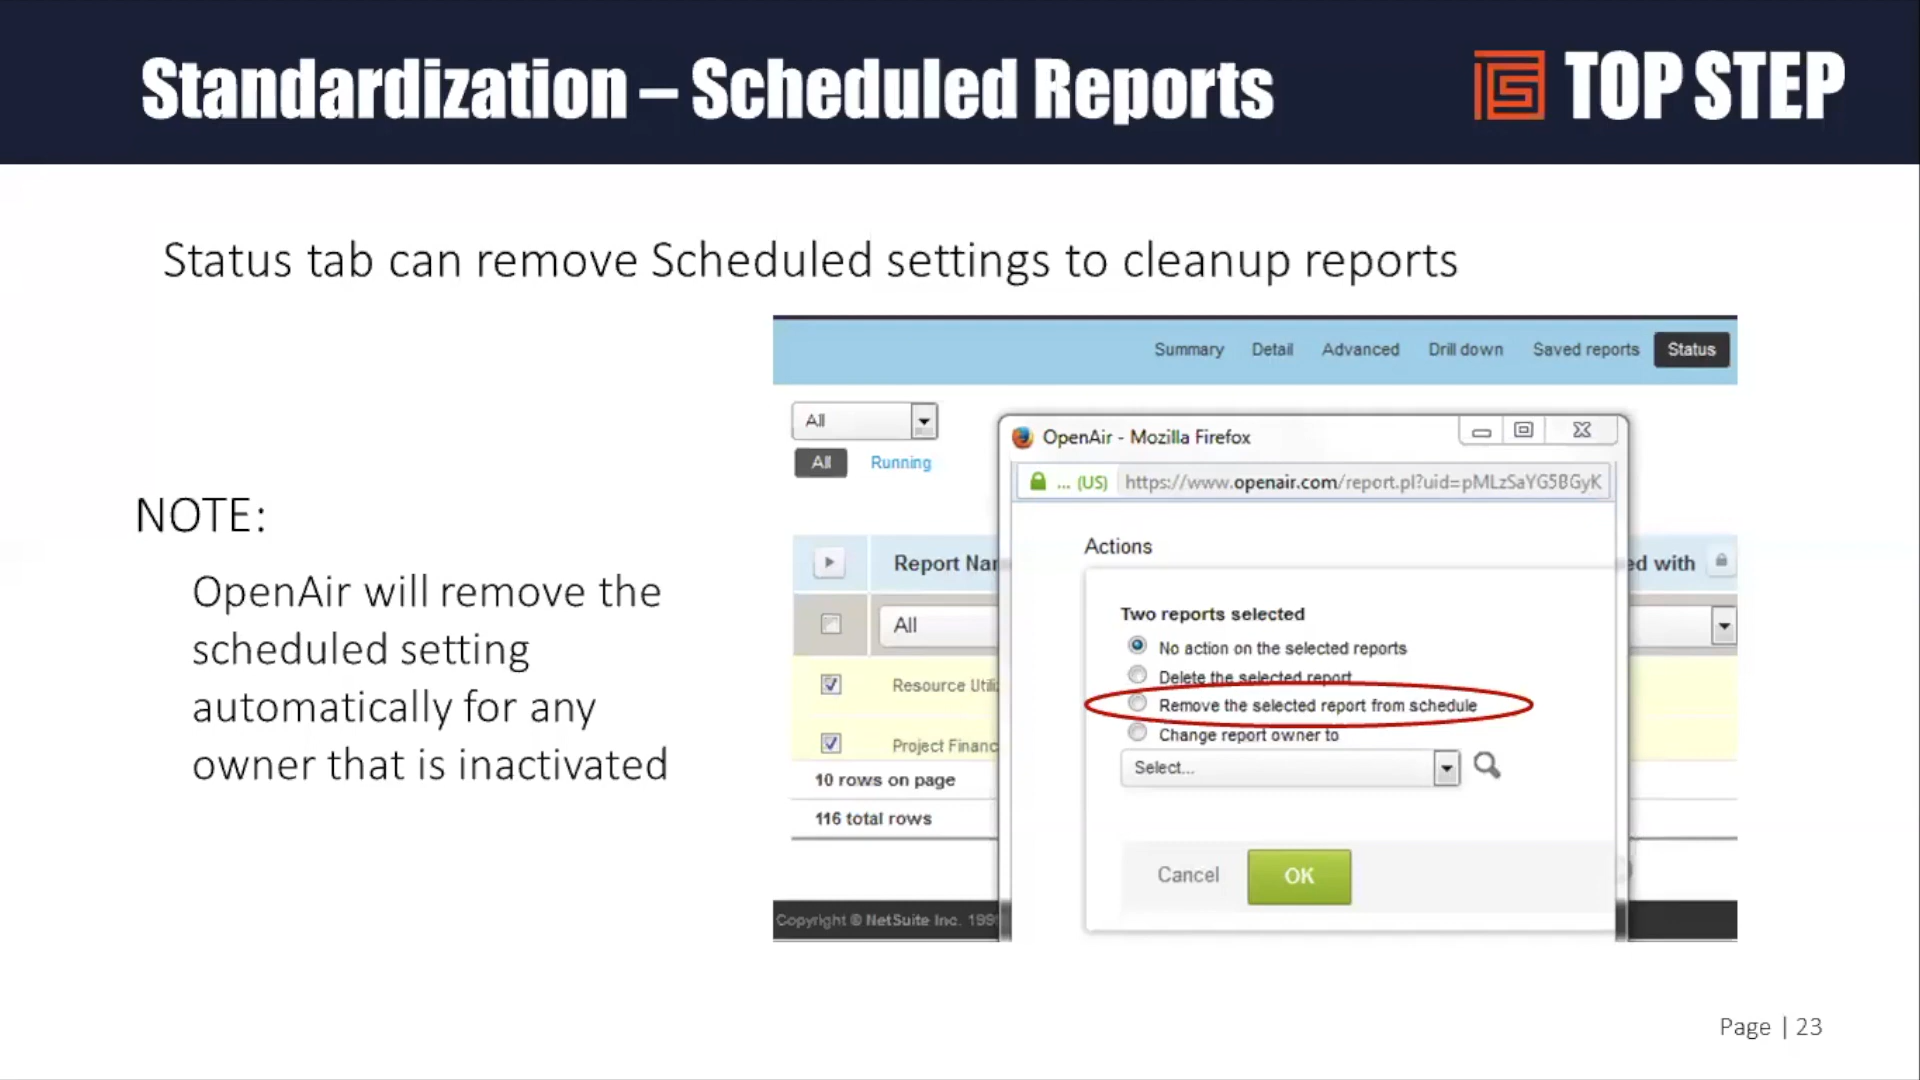 Standardization – Scheduled Reports
TOP STEP
Status tab can remove Scheduled settings to cleanup reports
NOTE:
OpenAir will remove the
scheduled setting
automatically for any
owner that is inactivated
Summary Detail Advanced Drill down Saved reports Status
All
All Running
OpenAir - Mozilla Firefox
... (US) https://www.openair.com/report.pl?uid=pMLzSaYG5BGyK
Actions
Report Nar
ed with
All
Two reports selected
No action on the selected reports
Delete the selected report
Remove the selected report from schedule
Change report owner to
Select...
Resource Utili
Project Financ
10 rows on page
116 total rows
Cancel OK
Copyright © NetSuite Inc. 199
Page | 23